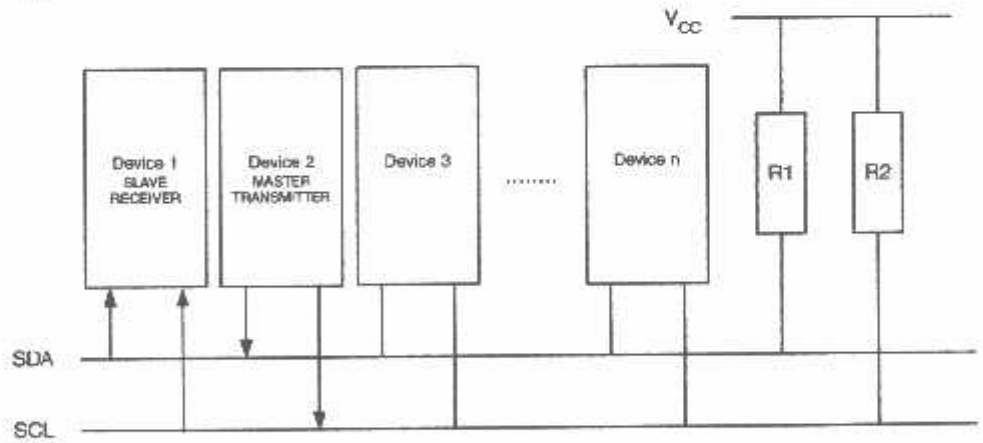 VCC
Device 1
SLAVE
RECEIVER
Device 2
MASTER
TRANSMITTER
Device 3
........
Device n
R1
R2
SDA
SCL